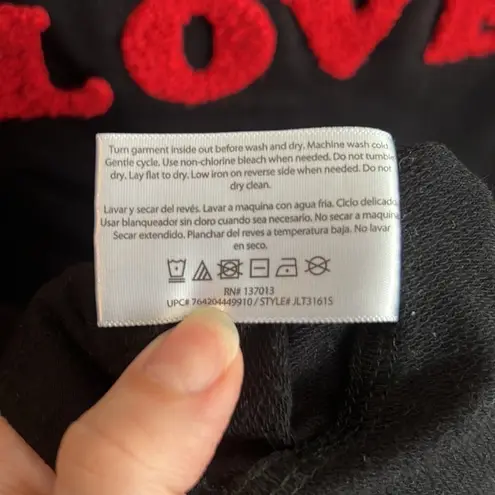 LOVE
Turn garment inside out before wash and dry. Machine wash cold
Gentle cycle. Use non-chlorine bleach when needed. Do not tumble
dry. Lay flat to dry. Low iron on reverse side when needed. Do not
dry clean.
Lavar y secar del revés. Lavar a maquina con agua fria. Ciclo delicado
Usar blanqueador sin cloro cuando sea necesario. No secar a maquina
Secar extendido. Planchar del reves a temperatura baja. No lavar
en seco.
RN# 137013
UPC# 764204449910 / STYLE# JLT3161S